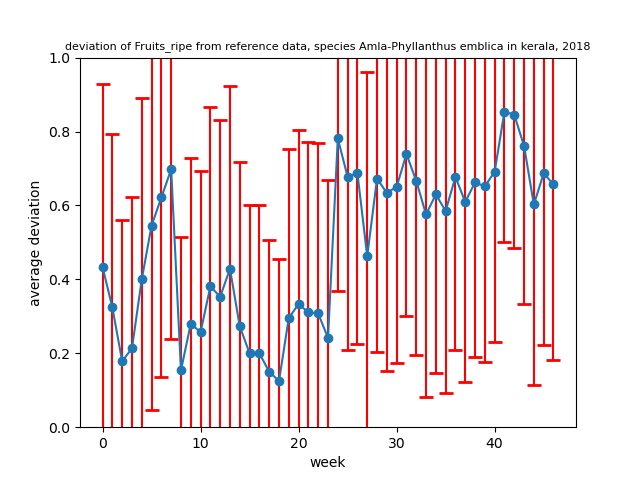 deviation of Fruits_ripe from reference data, species Amla-Phyllanthus emblica in kerala, 2018
1.0
0.8
0.6
0.4
0.2
0.0
average deviation
0 10 20 30 40
week